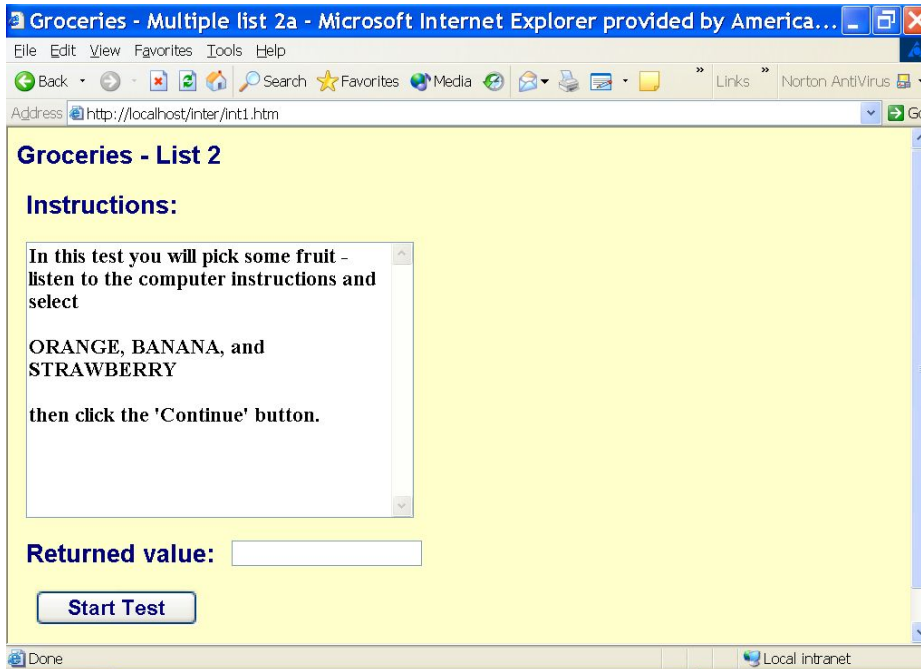 Groceries - Multiple list 2a - Microsoft Internet Explorer provided by America...
File Edit View Favorites Tools Help
Back Search Favorites Media » Links » Norton AntiVirus
Address http://localhost/inter/int1.htm Go
Groceries - List 2
Instructions:
In this test you will pick some fruit -
listen to the computer instructions and
select
ORANGE, BANANA, and
STRAWBERRY
then click the 'Continue' button.
Returned value:
Start Test
Done Local intranet